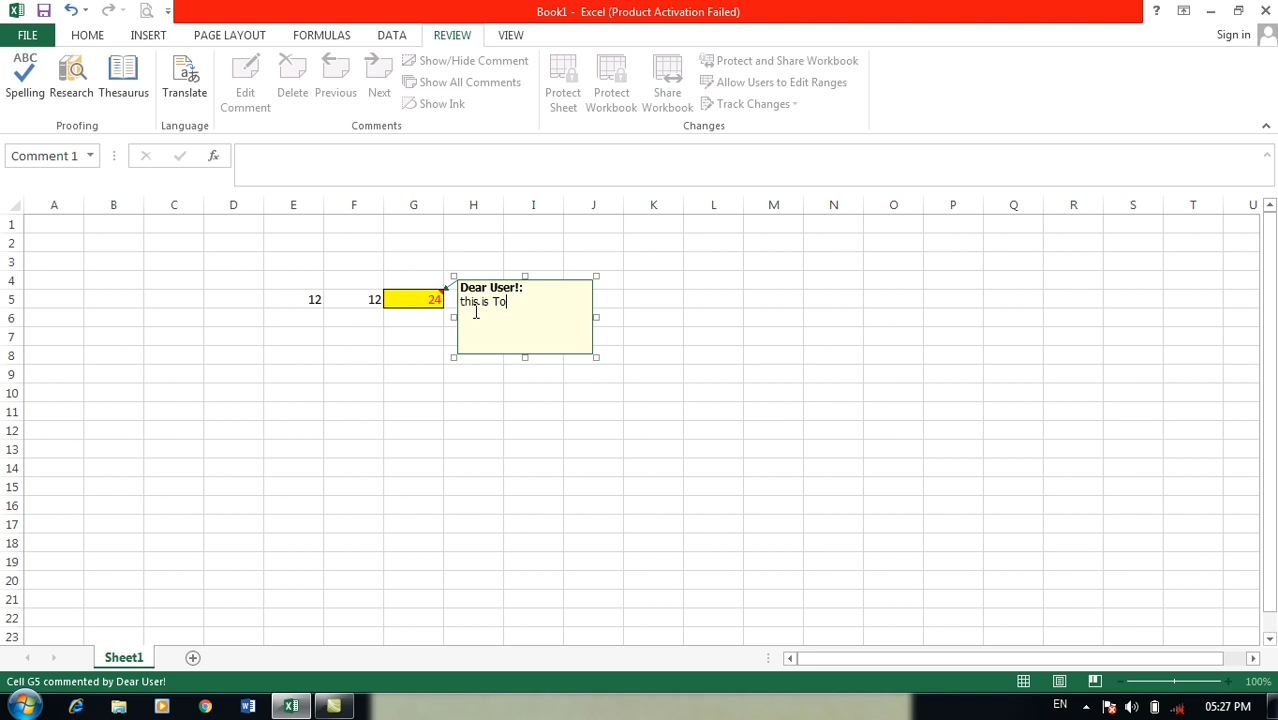 Book1 - Excel (Product Activation Failed)
?
FILE HOME INSERT PAGE LAYOUT FORMULAS DATA REVIEW VIEW Sign in
ABC
Spelling Research Thesaurus Translate Edit Comment Delete Previous Next
Show/Hide Comment
Show All Comments
Show Ink
Protect Sheet Protect Workbook Share Workbook
Protect and Share Workbook
Allow Users to Edit Ranges
Track Changes
Proofing Language Comments Changes
Comment 1 fx
A B C D E F G H I J K L M N O P Q R S T U
1
2
3
4
Dear User!:
5 12 12 24 this is To
6
7
8
9
10
11
12
13
14
15
16
17
18
19
20
21
22
23
Sheet1
Cell G5 commented by Dear User! 100%
EN 05:27 PM